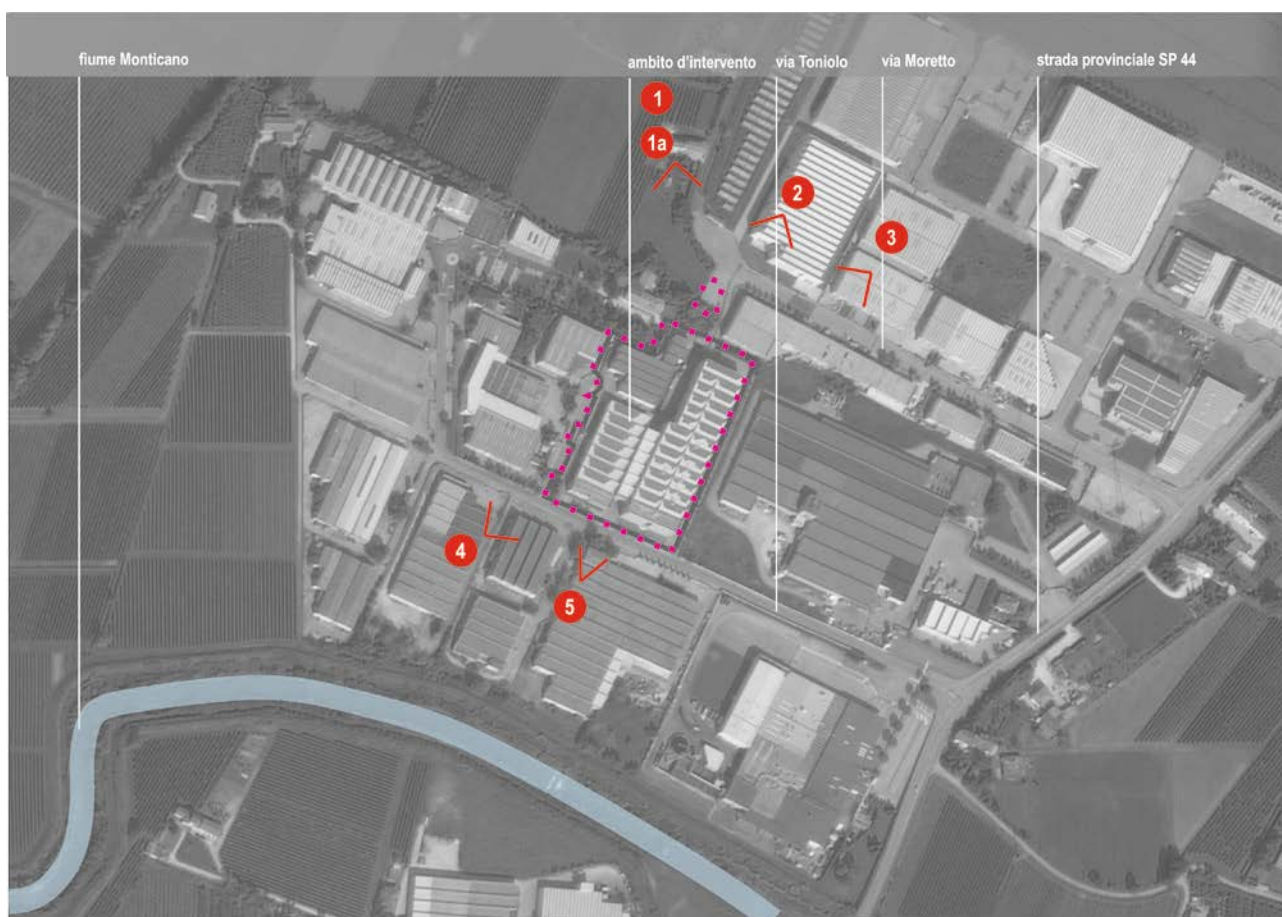 fiume Monticano
ambito d'intervento
via Toniolo
via Moretto
strada provinciale SP 44
1
1a
2
3
4
5